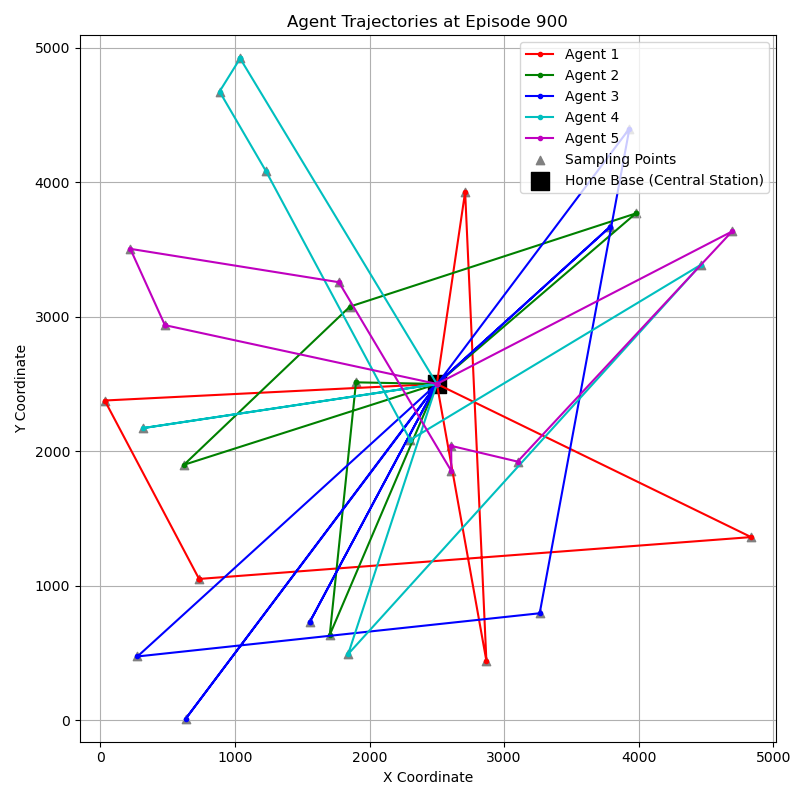 Agent Trajectories at Episode 900
5000
4000
3000
2000
1000
0
Y Coordinate
0 1000 2000 3000 4000 5000
X Coordinate
Agent 1
Agent 2
Agent 3
Agent 4
Agent 5
Sampling Points
Home Base (Central Station)